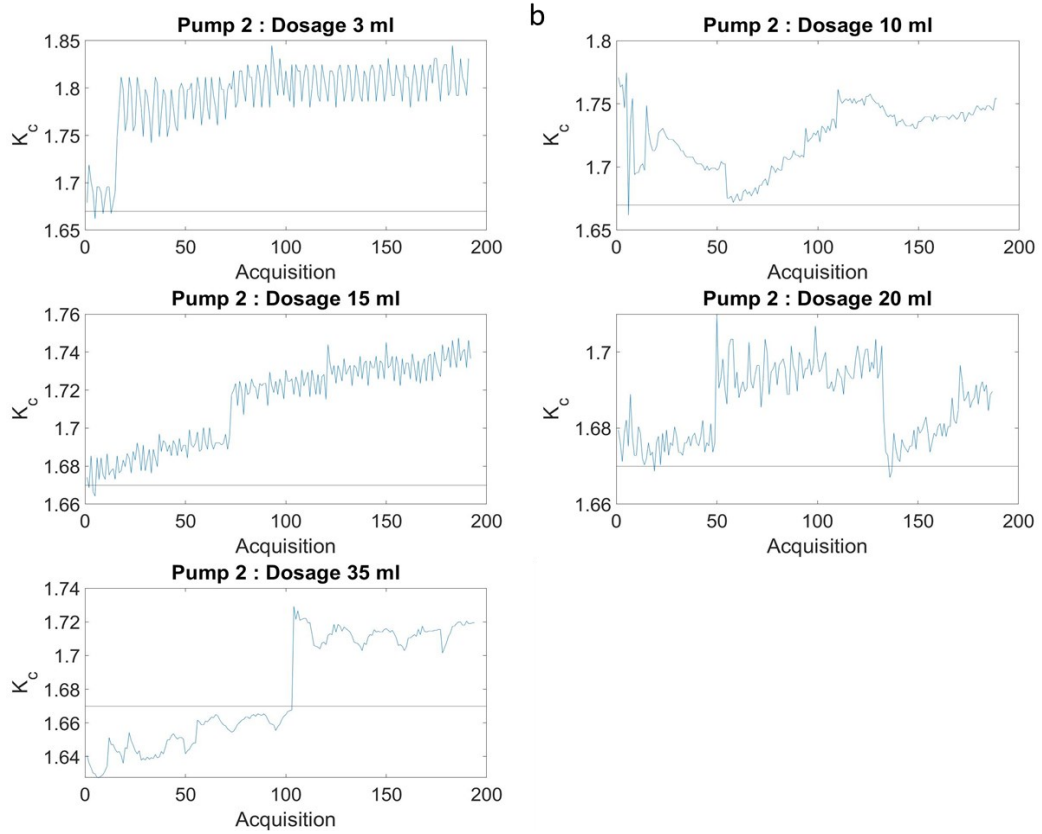 b
Pump 2 : Dosage 3 ml
1.85
1.8
1.75
1.7
1.65
K_c
0 50 100 150 200
Acquisition
Pump 2 : Dosage 10 ml
1.8
1.75
1.7
1.65
K_c
0 50 100 150 200
Acquisition
Pump 2 : Dosage 15 ml
1.76
1.74
1.72
1.7
1.68
1.66
K_c
0 50 100 150 200
Acquisition
Pump 2 : Dosage 20 ml
1.7
1.68
1.66
K_c
0 50 100 150 200
Acquisition
Pump 2 : Dosage 35 ml
1.74
1.72
1.7
1.68
1.66
1.64
K_c
0 50 100 150 200
Acquisition